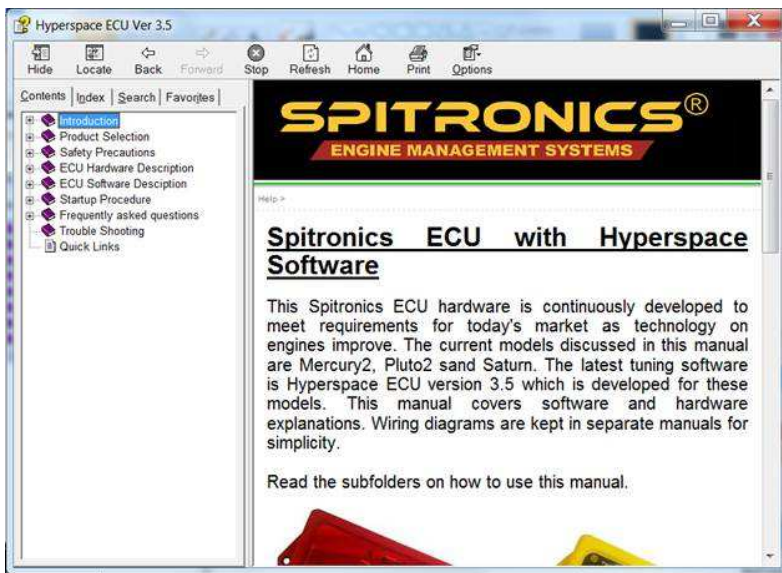 Hyperspace ECU Ver 3.5
Hide Locate Back Forward Stop Refresh Home Print Options
Contents Index Search Favorites
Introduction
Product Selection
Safety Precautions
ECU Hardware Description
ECU Software Desciption
Startup Procedure
Frequently asked questions
Trouble Shooting
Quick Links
SPITRONICS®
ENGINE MANAGEMENT SYSTEMS
Help >
Spitronics ECU with Hyperspace
Software
This Spitronics ECU hardware is continuously developed to
meet requirements for today's market as technology on
engines improve. The current models discussed in this manual
are Mercury2, Pluto2 sand Saturn. The latest tuning software
is Hyperspace ECU version 3.5 which is developed for these
models. This manual covers software and hardware
explanations. Wiring diagrams are kept in separate manuals for
simplicity.
Read the subfolders on how to use this manual.